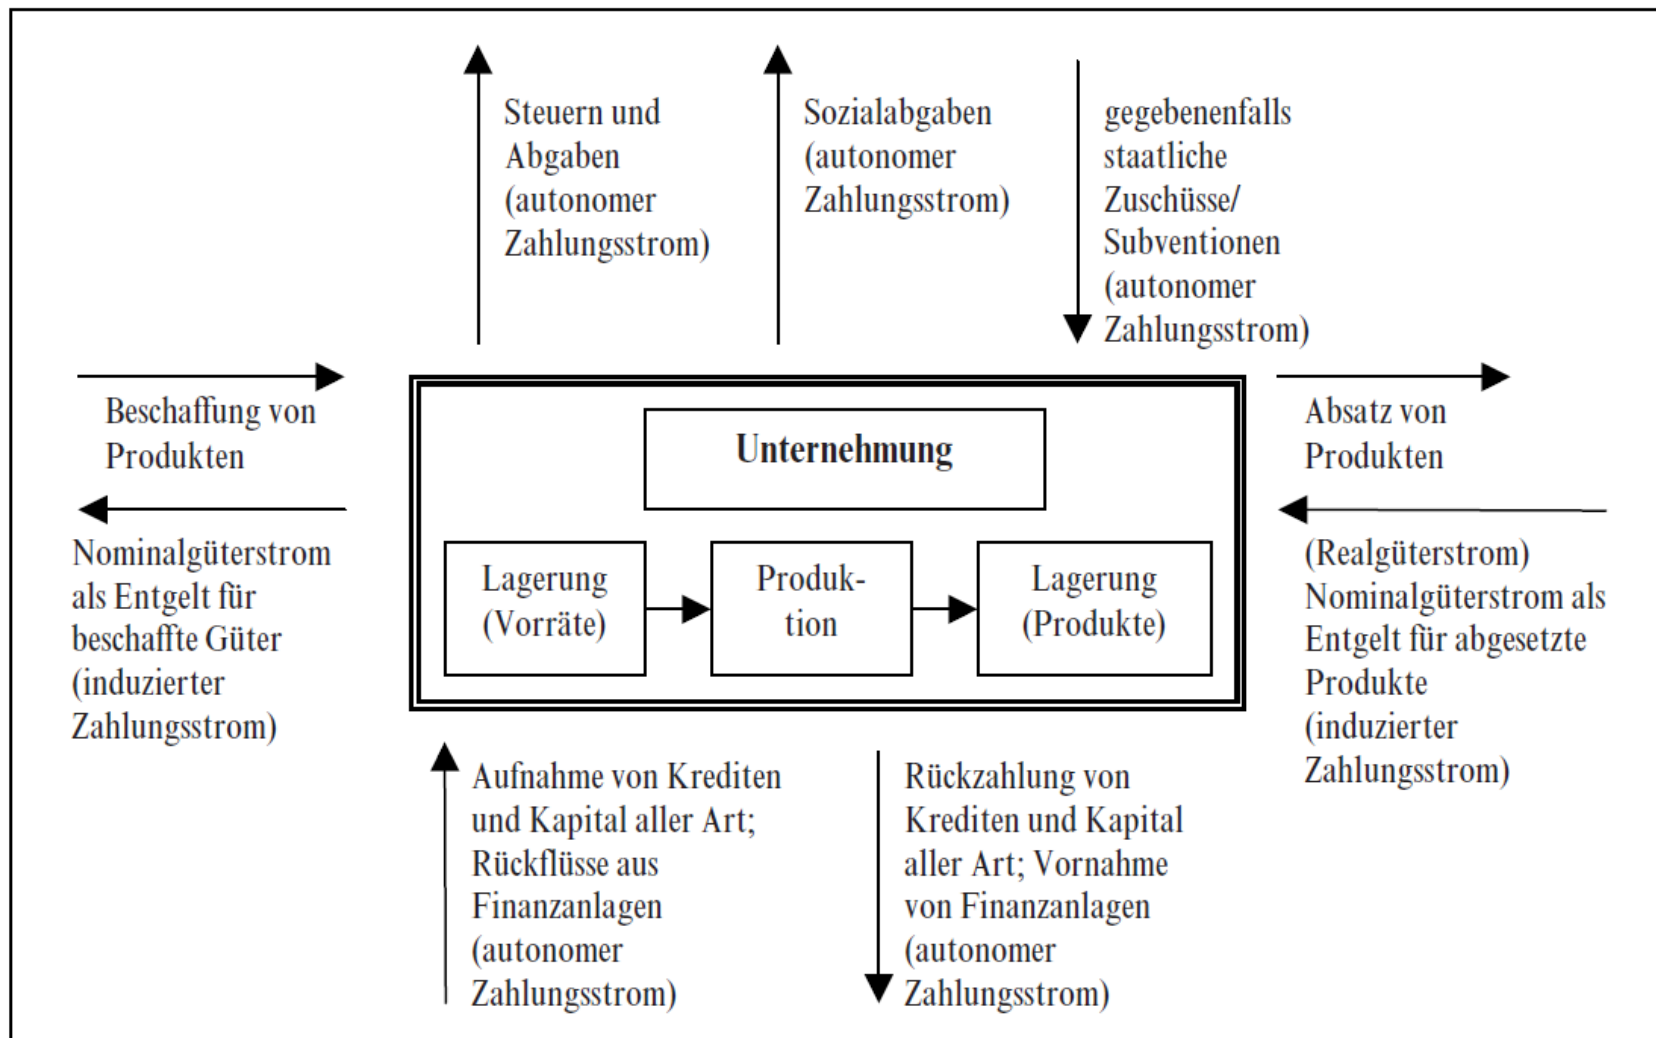 Steuern und
Abgaben
(autonomer
Zahlungsstrom)
Sozialabgaben
(autonomer
Zahlungsstrom)
gegebenenfalls
staatliche
Zuschüsse/
Subventionen
(autonomer
Zahlungsstrom)
Beschaffung von
Produkten
Nominalgüterstrom
als Entgelt für
beschaffte Güter
(induzierter
Zahlungsstrom)
Unternehmung
Lagerung
(Vorräte)
Produk-
tion
Lagerung
(Produkte)
Absatz von
Produkten
(Realgüterstrom)
Nominalgüterstrom als
Entgelt für abgesetzte
Produkte
(induzierter
Zahlungsstrom)
Aufnahme von Krediten
und Kapital aller Art;
Rückflüsse aus
Finanzanlagen
(autonomer
Zahlungsstrom)
Rückzahlung von
Krediten und Kapital
aller Art; Vornahme
von Finanzanlagen
(autonomer
Zahlungsstrom)